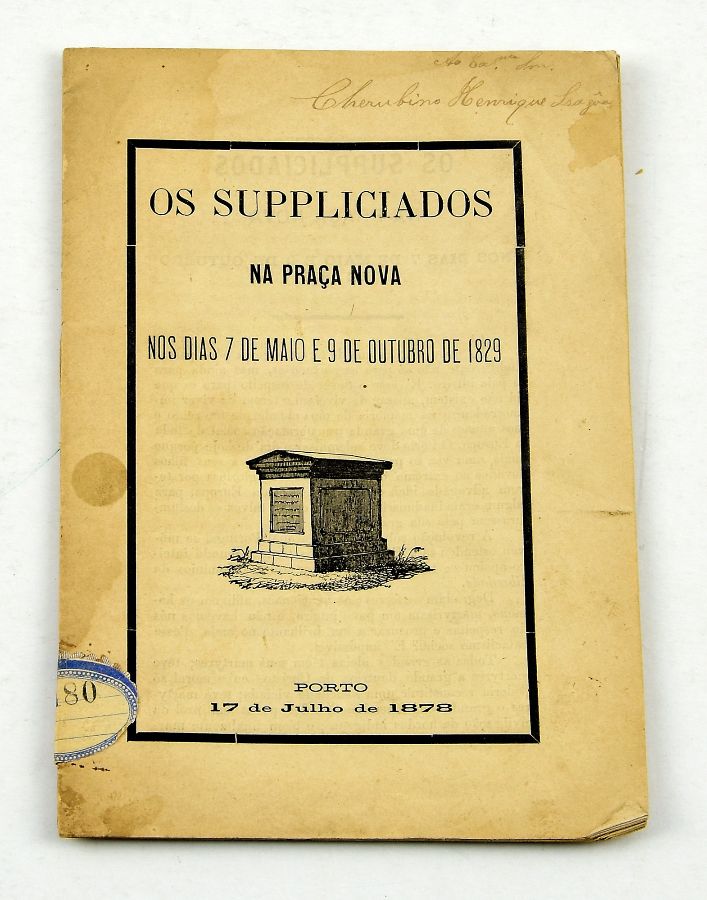 Cherubino Henrique
OS SUPPLICIADOS
NA PRAÇA NOVA
NOS DIAS 7 DE MAIO E 9 DE OUTUBRO DE 1829
PORTO
17 de Julho de 1878
180